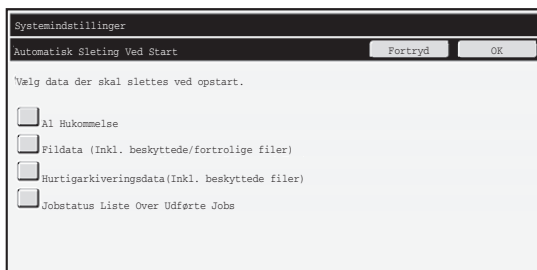 Systemindstillinger
Automatisk Sleting Ved Start Fortryd OK
Vælg data der skal slettes ved opstart.
Al Hukommelse
Fildata (Inkl. beskyttede/fortrolige filer)
Hurtigarkiveringsdata(Inkl. beskyttede filer)
Jobstatus Liste Over Udførte Jobs